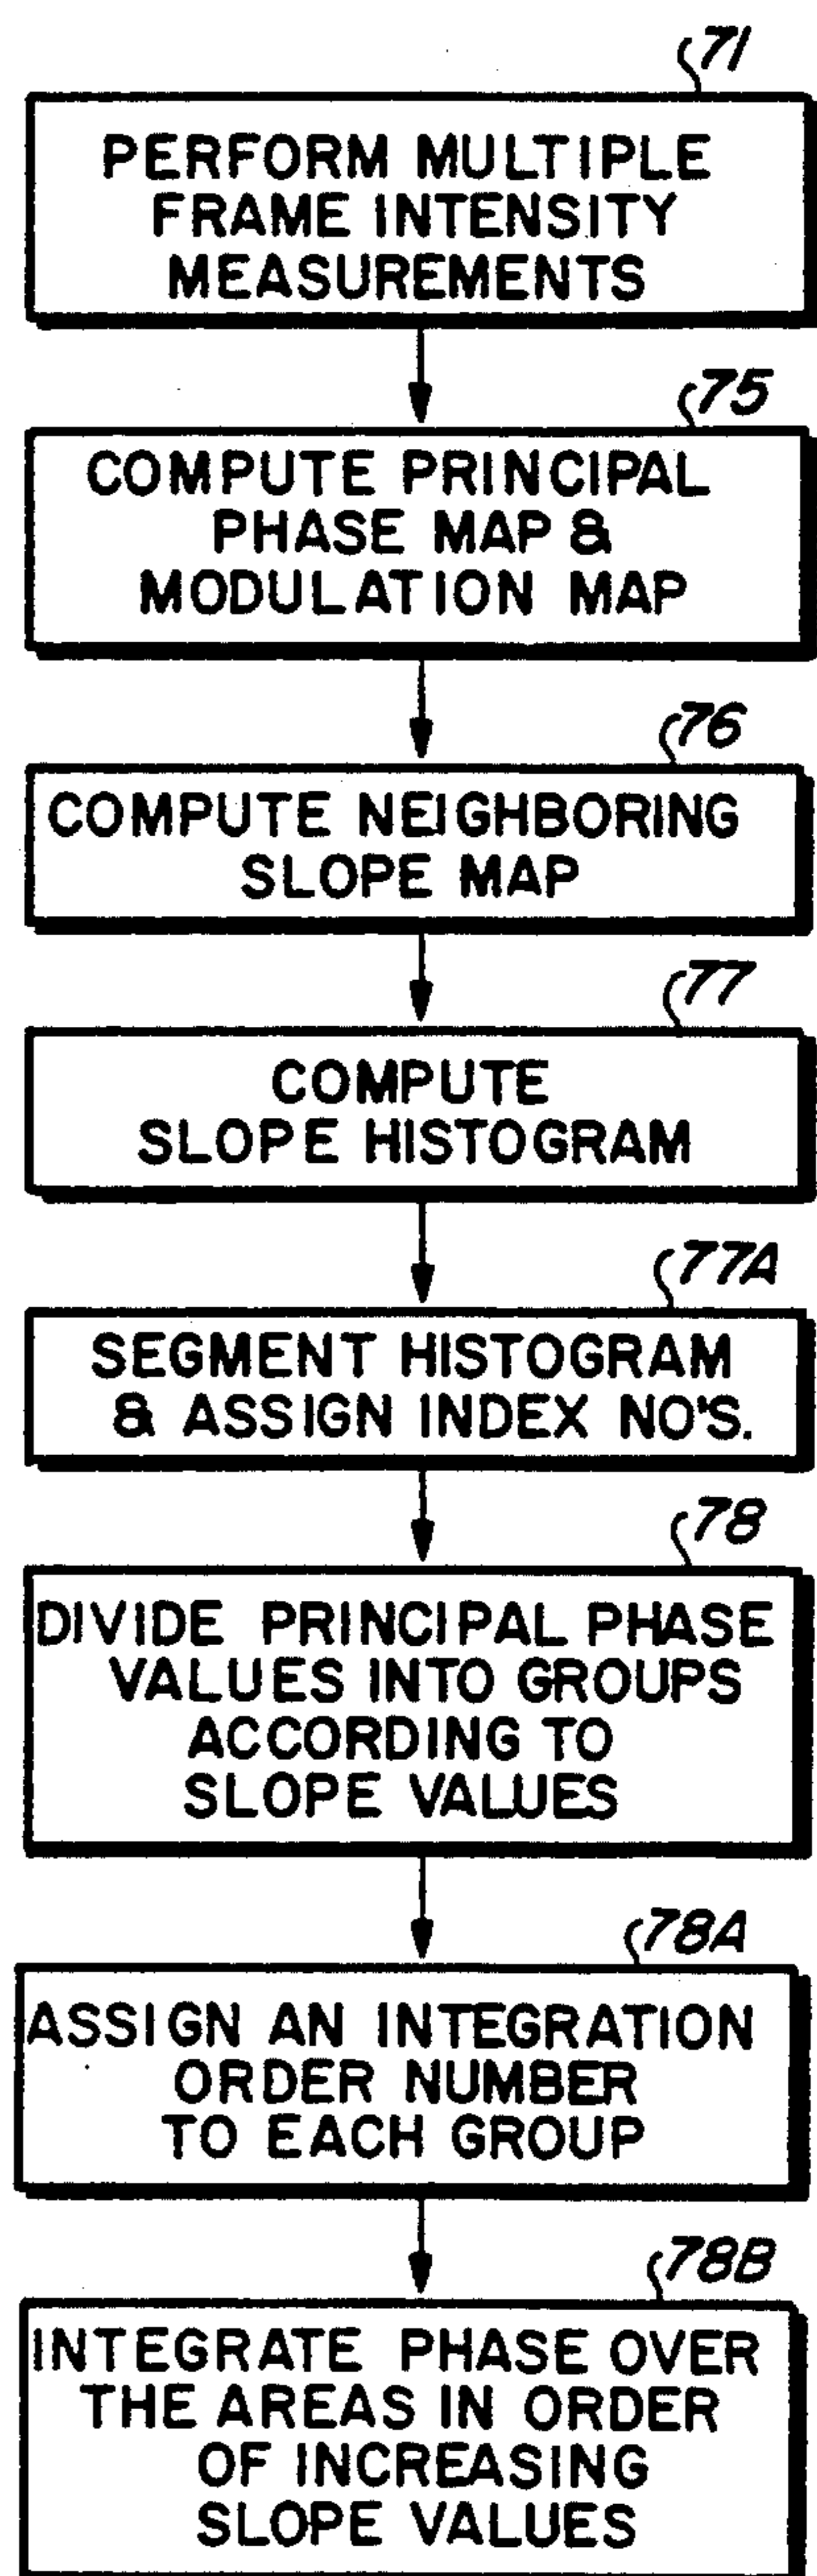 71
PERFORM MULTIPLE
FRAME INTENSITY
MEASUREMENTS
75
COMPUTE PRINCIPAL
PHASE MAP &
MODULATION MAP
76
COMPUTE NEIGHBORING
SLOPE MAP
77
COMPUTE
SLOPE HISTOGRAM
77A
SEGMENT HISTOGRAM
& ASSIGN INDEX NO'S.
78
DIVIDE PRINCIPAL PHASE
VALUES INTO GROUPS
ACCORDING TO
SLOPE VALUES
78A
ASSIGN AN INTEGRATION
ORDER NUMBER
TO EACH GROUP
78B
INTEGRATE PHASE OVER
THE AREAS IN ORDER
OF INCREASING
SLOPE VALUES